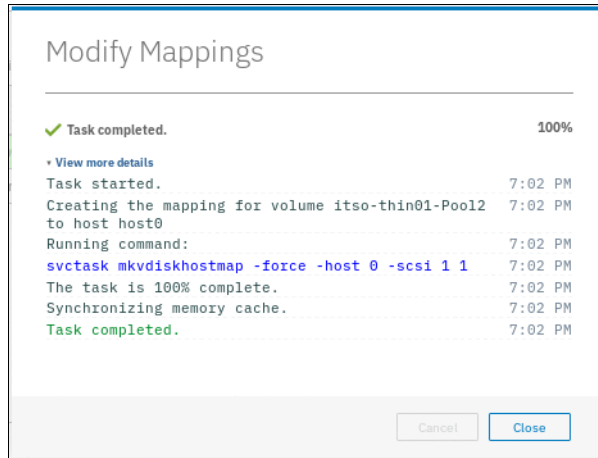 Modify Mappings
Task completed. 100%
View more details
Task started. 7:02 PM
Creating the mapping for volume itso-thin01-Pool2 7:02 PM
to host host0
Running command: 7:02 PM
svctask mkvdiskhostmap -force -host 0 -scsi 1 1 7:02 PM
The task is 100% complete. 7:02 PM
Synchronizing memory cache. 7:02 PM
Task completed. 7:02 PM
Cancel Close